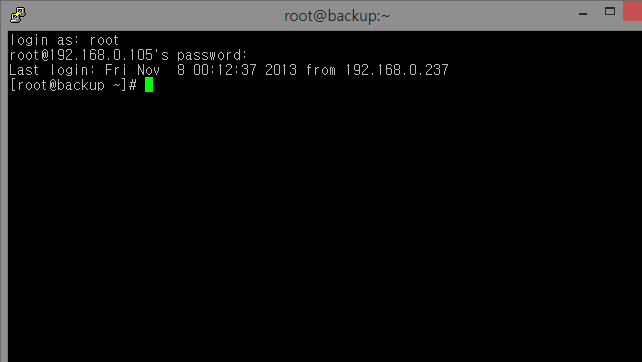 root@backup:~
login as: root
root@192.168.0.105's password:
Last login: Fri Nov  8 00:12:37 2013 from 192.168.0.237
[root@backup ~]#